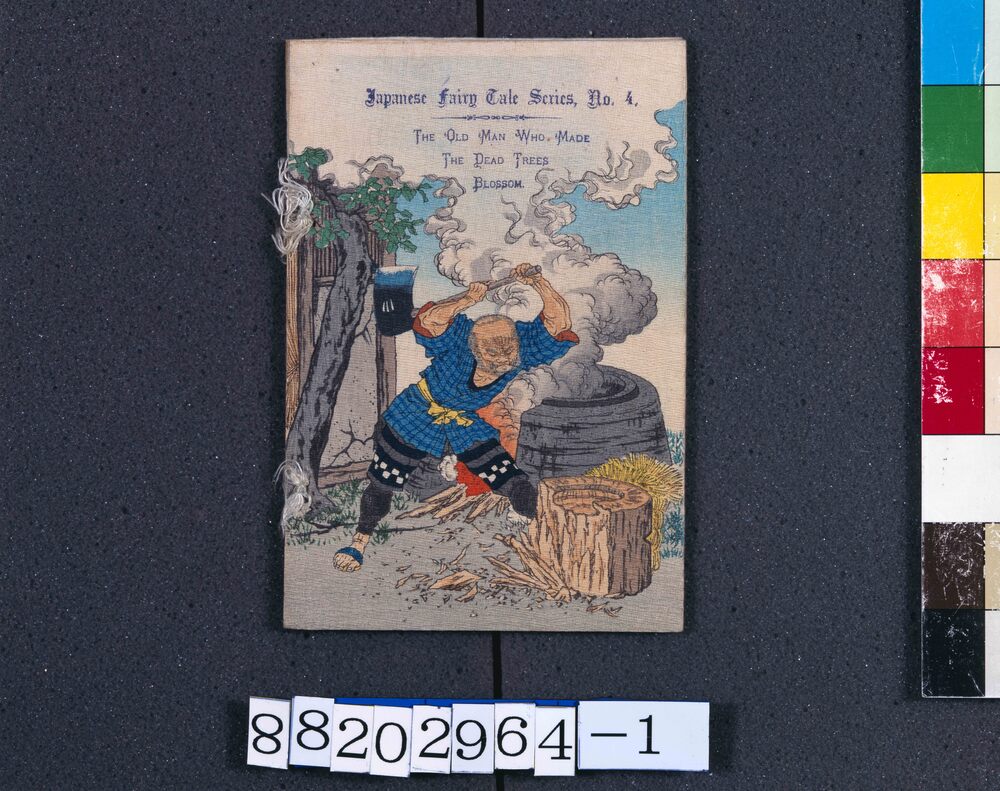 Japanese Fairy Tale Series, No. 4.
The Old Man Who Made
The Dead Trees
Blossom.
88202964-1